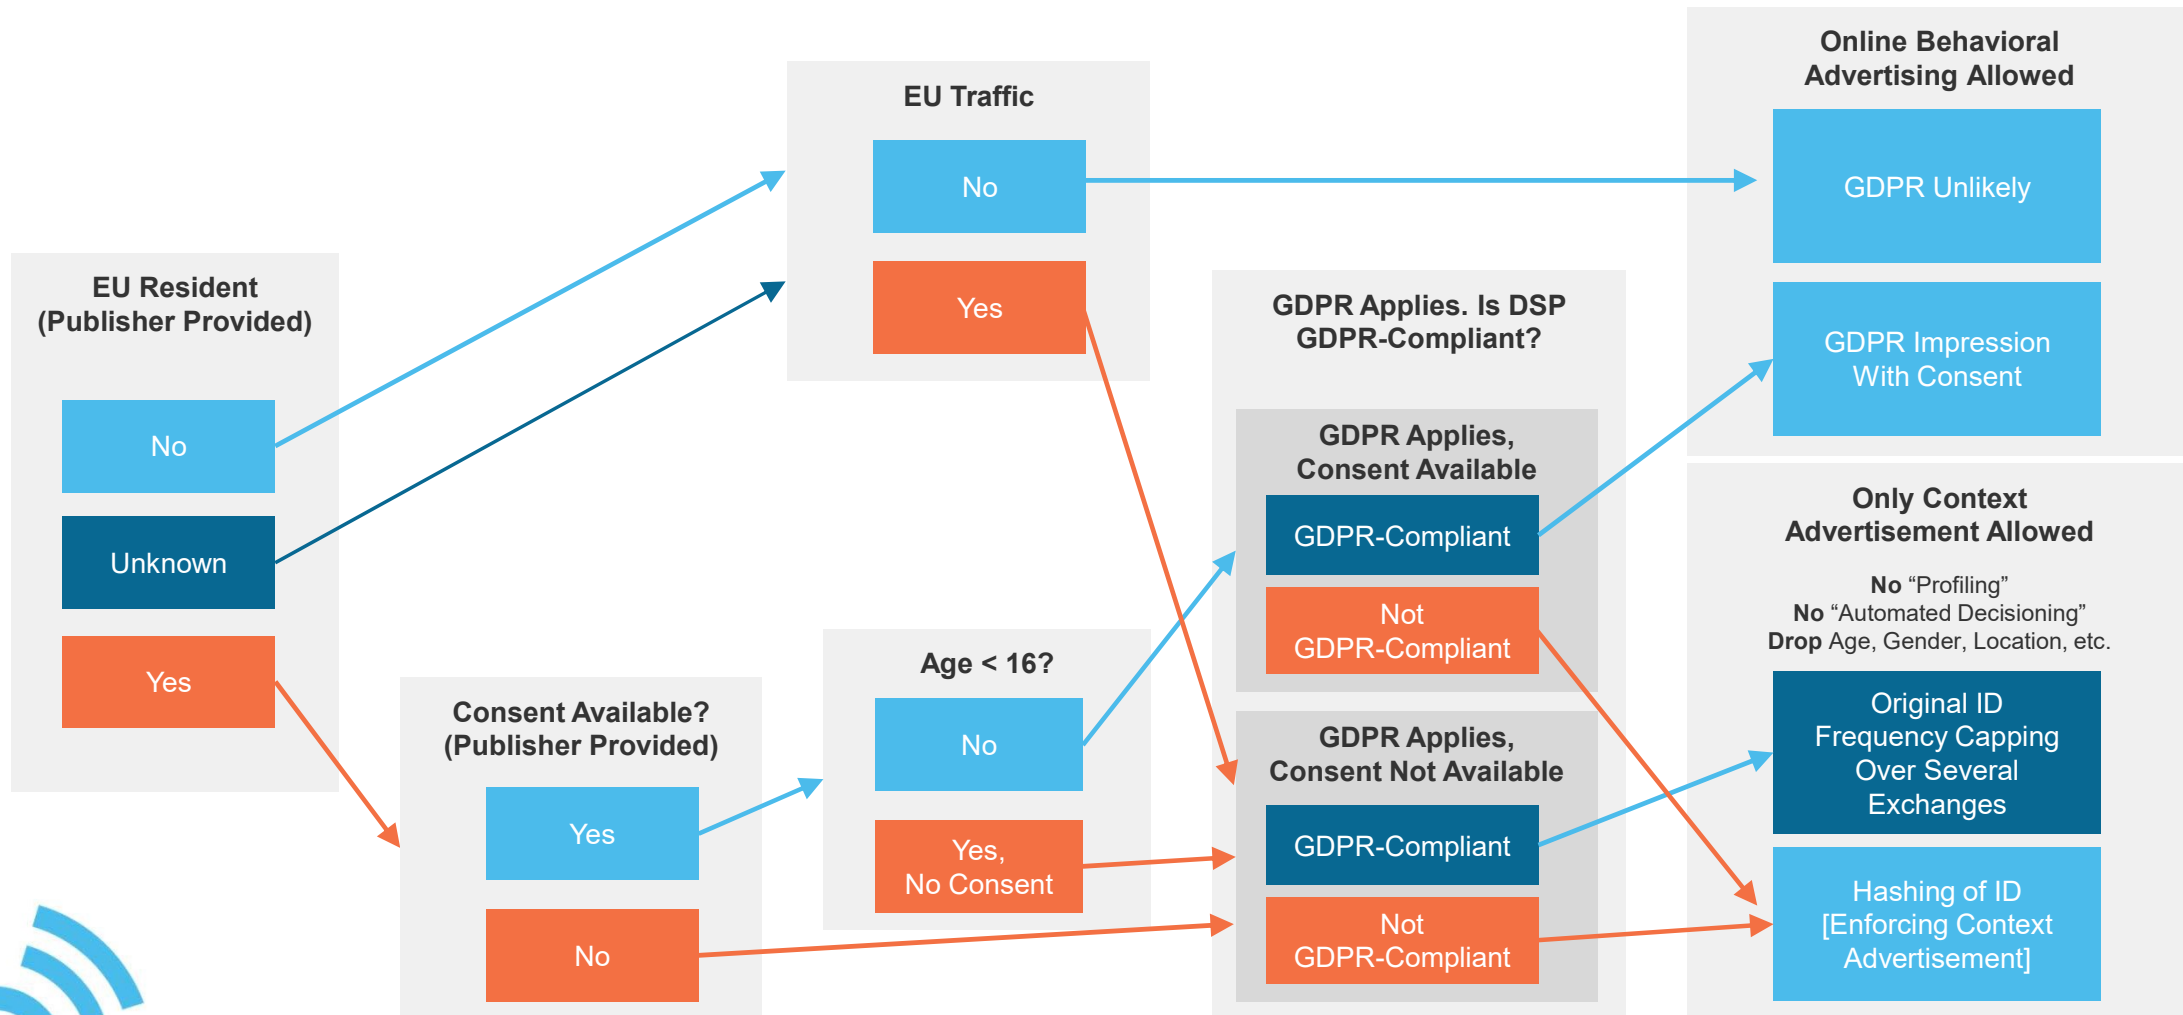 EU Resident
(Publisher Provided)
No
Unknown
Yes
Consent Available?
(Publisher Provided)
Yes
No
EU Traffic
No
Yes
Age < 16?
No
Yes,
No Consent
GDPR Applies. Is DSP
GDPR-Compliant?
GDPR Applies,
Consent Available
GDPR-Compliant
Not
GDPR-Compliant
GDPR Applies,
Consent Not Available
GDPR-Compliant
Not
GDPR-Compliant
Online Behavioral
Advertising Allowed
GDPR Unlikely
GDPR Impression
With Consent
Only Context
Advertisement Allowed
No “Profiling”
No “Automated Decisioning”
Drop Age, Gender, Location, etc.
Original ID
Frequency Capping
Over Several
Exchanges
Hashing of ID
[Enforcing Context
Advertisement]